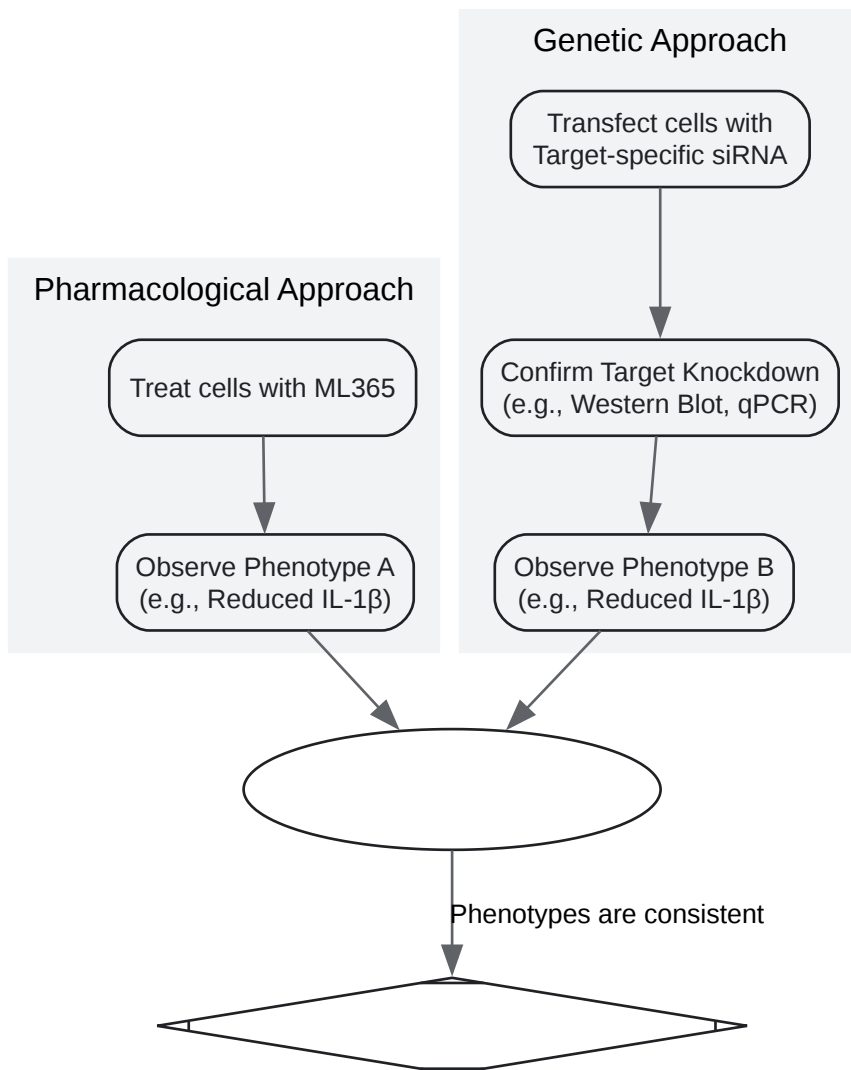 Genetic Approach
Transfect cells with
Target-specific siRNA
Pharmacological Approach
Treat cells with ML365
Confirm Target Knockdown
(e.g., Western Blot, qPCR)
Observe Phenotype A
(e.g., Reduced IL-1β)
Observe Phenotype B
(e.g., Reduced IL-1β)
Phenotypes are consistent